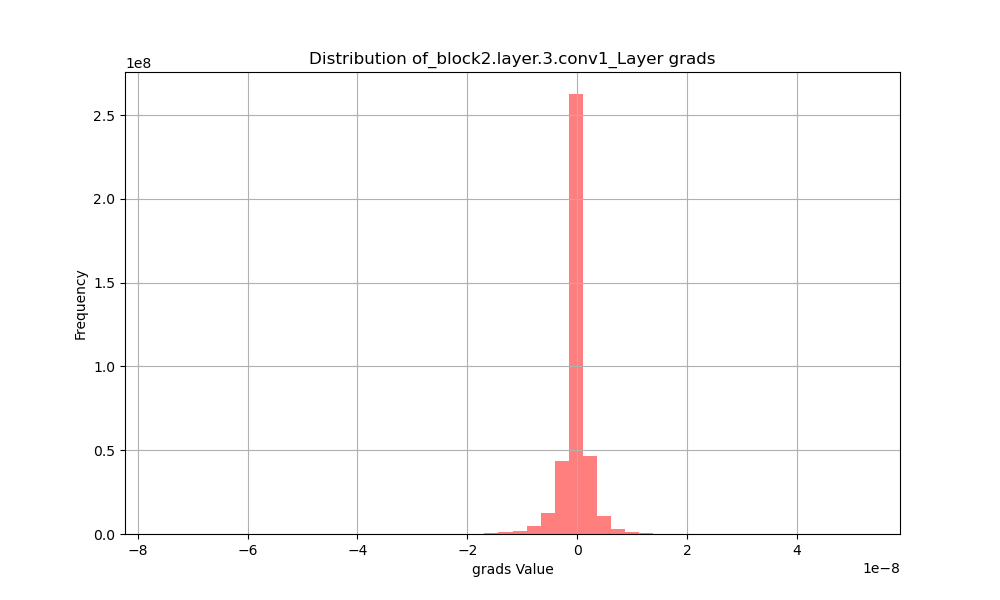 Distribution of_block2.layer.3.conv1_Layer grads
1e8
2.5
2.0
1.5
1.0
0.5
0.0
Frequency
−8
−6
−4
−2
0
2
4
grads Value
1e−8